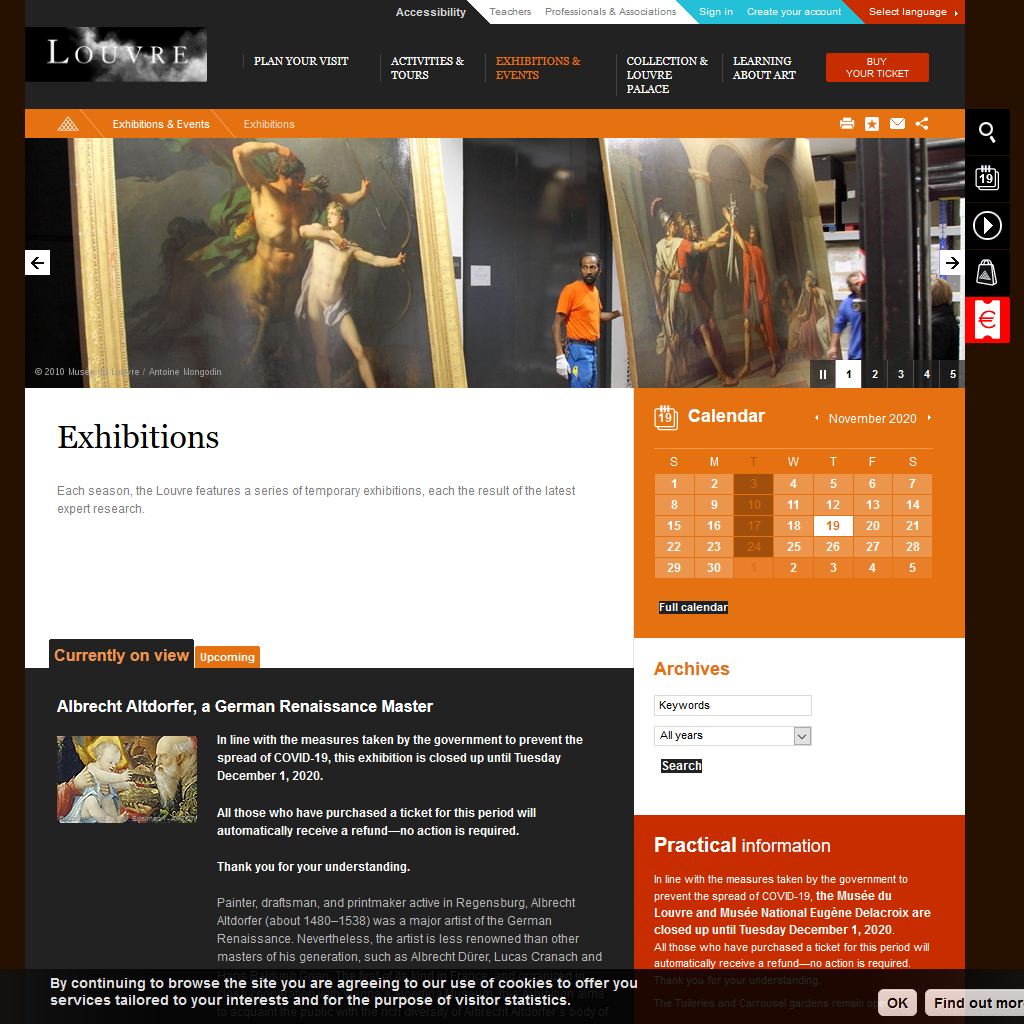 Accessibility
Teachers
Professionals & Associations
Sign in
Create your account
Select language
LOUVRE
PLAN YOUR VISIT
ACTIVITIES &
TOURS
EXHIBITIONS &
EVENTS
COLLECTION &
LOUVRE
PALACE
LEARNING
ABOUT ART
BUY
YOUR TICKET
Exhibitions & Events
Exhibitions
19
€
© 2010 Musée du Louvre / Antoine Mongodin
1 2 3 4 5
Exhibitions
Each season, the Louvre features a series of temporary exhibitions, each the result of the latest
expert research.
19 Calendar
November 2020
S M T W T F S
1 2 3 4 5 6 7
8 9 10 11 12 13 14
15 16 17 18 19 20 21
22 23 24 25 26 27 28
29 30 1 2 3 4 5
Full calendar
Currently on view
Upcoming
Albrecht Altdorfer, a German Renaissance Master
In line with the measures taken by the government to prevent the
spread of COVID-19, this exhibition is closed up until Tuesday
December 1, 2020.
All those who have purchased a ticket for this period will
automatically receive a refund—no action is required.
Thank you for your understanding.
Painter, draftsman, and printmaker active in Regensburg, Albrecht
Altdorfer (about 1480–1538) was a major artist of the German
Renaissance. Nevertheless, the artist is less renowned than other
masters of his generation, such as Albrecht Dürer, Lucas Cranach and
Hans Baldung Grien. The first of its kind in France, and organized in
to acquaint the public with the rich diversity of Albrecht Altdorfer's body of
Archives
Keywords
All years
Search
Practical information
In line with the measures taken by the government to
prevent the spread of COVID-19, the Musée du
Louvre and Musée National Eugène Delacroix are
closed up until Tuesday December 1, 2020.
All those who have purchased a ticket for this period will
automatically receive a refund—no action is required.
Thank you for your understanding.
The Tuileries and Carrousel gardens remain
By continuing to browse the site you are agreeing to our use of cookies to offer you
services tailored to your interests and for the purpose of visitor statistics.
OK
Find out mor